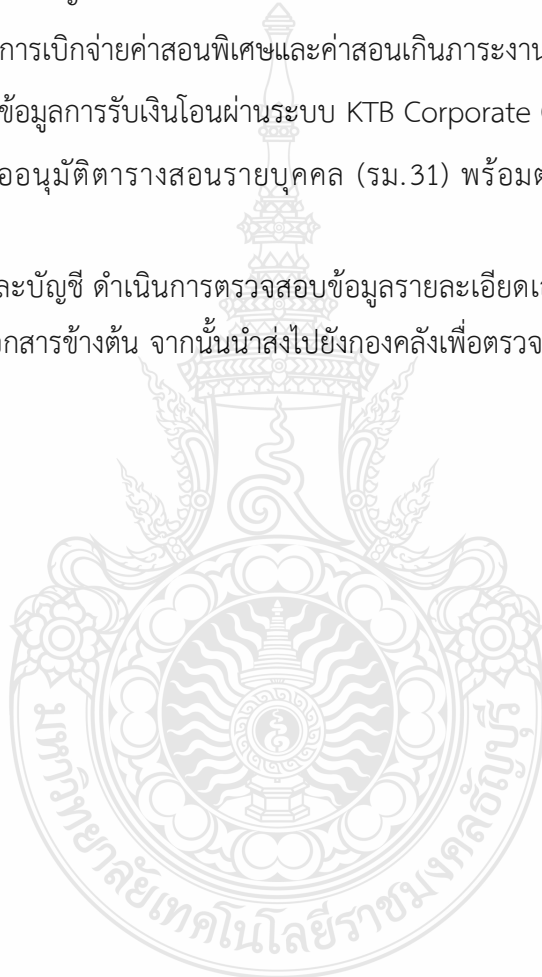 การเบิกจ่ายค่าสอนพิเศษและค่าสอนเกินภาระงาน
ข้อมูลการรับเงินโอนผ่านระบบ KTB Corporate
ออนุมัติตารางสอนรายบุคคล (รม.31) พร้อมต
ละบัญชี ดำเนินการตรวจสอบข้อมูลรายละเอียดเ
กสารข้างต้น จากนั้นนำส่งไปยังกองคลังเพื่อตรวจ
มหาวิทยาลัยเทคโนโลยีราชมงคลธัญบุรี